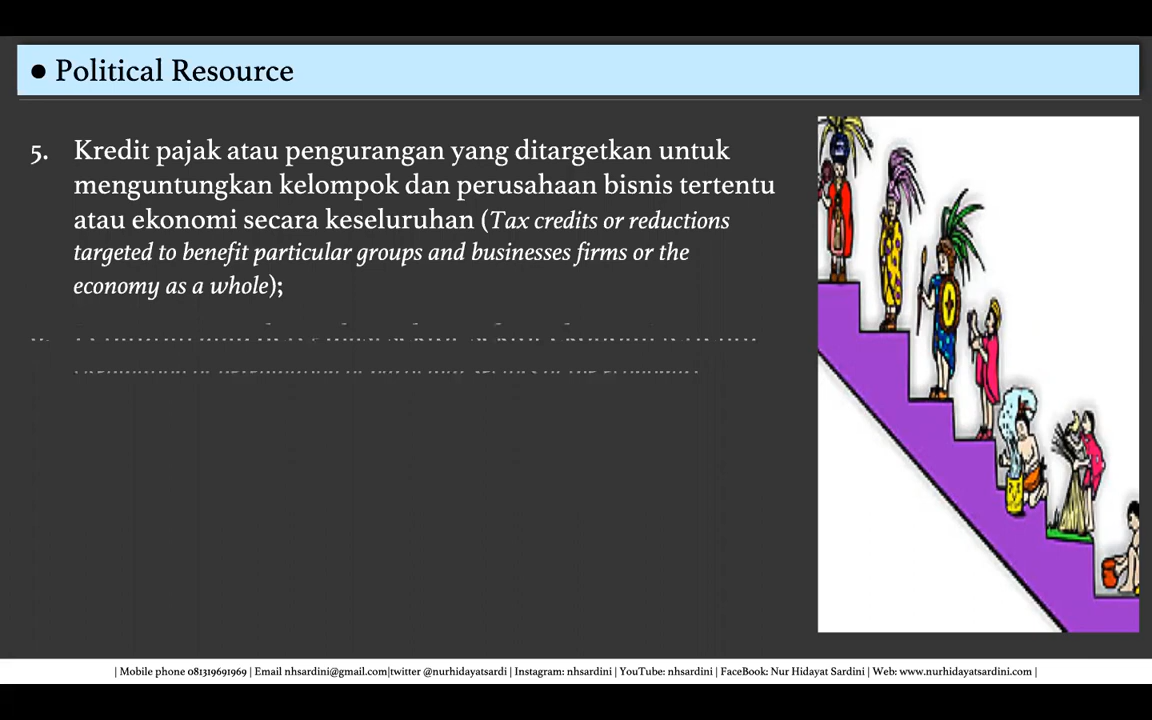 ● Political Resource
5. Kredit pajak atau pengurangan yang ditargetkan untuk
menguntungkan kelompok dan perusahaan bisnis tertentu
atau ekonomi secara keseluruhan (Tax credits or reductions
targeted to benefit particular groups and businesses firms or the
economy as a whole);
| Mobile phone 081319691969 | Email nhsardini@gmail.com|twitter @nurhidayatsardi | Instagram: nhsardini | YouTube: nhsardini | FaceBook: Nur Hidayat Sardini | Web: www.nurhidayatsardini.com |